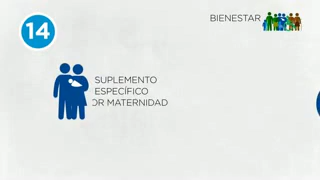 14
BIENESTAR
SUPLEMENTO
ESPECÍFICO
OR MATERNIDAD